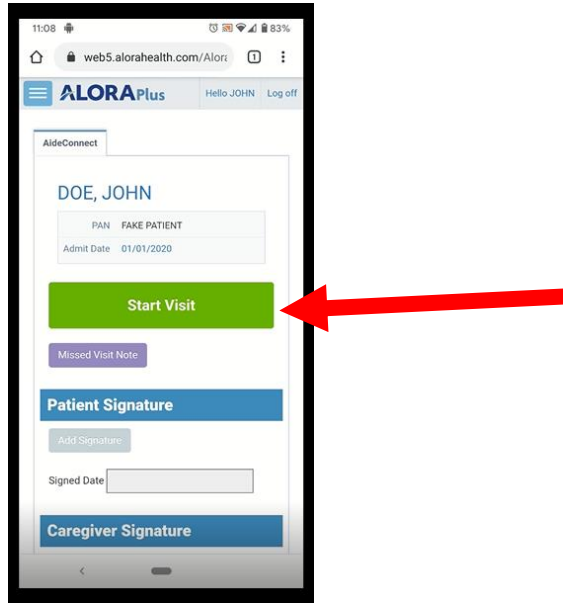 11:08 83%
web5.alorahealth.com/Alora 1
ALORAPlus Hello JOHN Log off
AideConnect
DOE, JOHN
PAN FAKE PATIENT
Admit Date 01/01/2020
Start Visit
Missed Visit Note
Patient Signature
Add Signature
Signed Date
Caregiver Signature